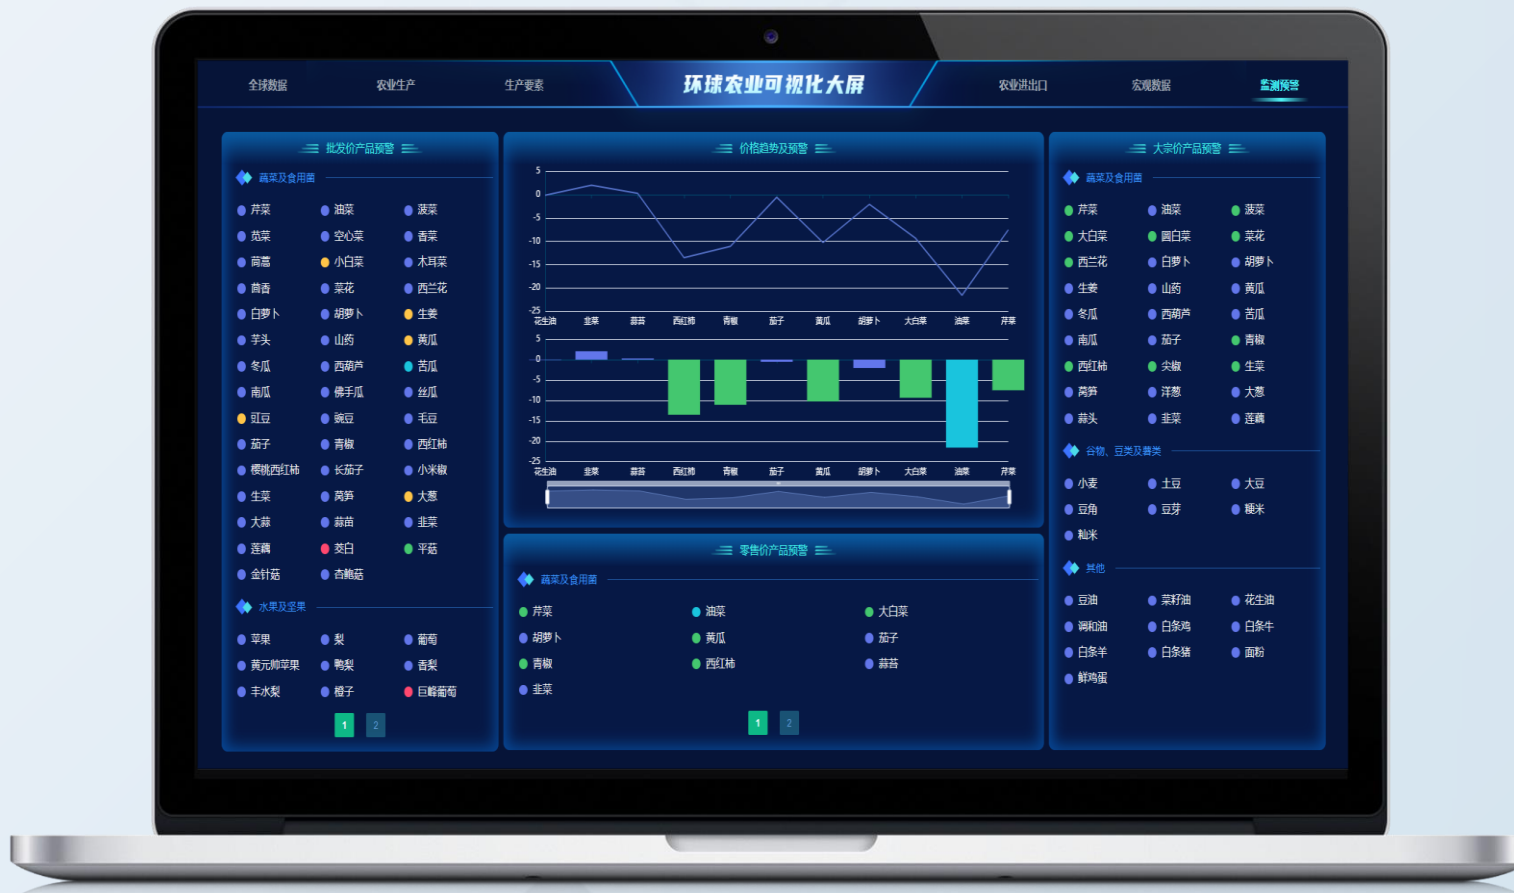 全球数据 农业生产 生产要素 环球农业可视化大屏 农业进出口 宏观数据 监测预警
批发价产品预警
蔬菜及食用菌
芹菜 油菜 菠菜
苋菜 空心菜 香菜
茼蒿 小白菜 木耳菜
茴香 菜花 西兰花
白萝卜 胡萝卜 生姜
芋头 山药 黄瓜
冬瓜 西葫芦 苦瓜
南瓜 佛手瓜 丝瓜
豇豆 豌豆 毛豆
茄子 青椒 西红柿
樱桃西红柿 长茄子 小米椒
生菜 莴笋 大葱
大蒜 蒜苗 韭菜
莲藕 茭白 平菇
金针菇 杏鲍菇
水果及坚果
苹果 梨 葡萄
黄元帅苹果 鸭梨 香梨
丰水梨 橙子 巨峰葡萄
1 2
价格趋势及预警
5
0
-5
-10
-15
-20
-25
花生油 韭菜 蒜苔 西红柿 青椒 茄子 黄瓜 胡萝卜 大白菜 油菜 芹菜
5
0
-5
-10
-15
-20
-25
花生油 韭菜 蒜苔 西红柿 青椒 茄子 黄瓜 胡萝卜 大白菜 油菜 芹菜
零售价产品预警
蔬菜及食用菌
芹菜 油菜 大白菜
胡萝卜 黄瓜 茄子
青椒 西红柿 蒜苔
韭菜
1 2
大宗价产品预警
蔬菜及食用菌
芹菜 油菜 菠菜
大白菜 圆白菜 菜花
西兰花 白萝卜 胡萝卜
生姜 山药 黄瓜
冬瓜 西葫芦 苦瓜
南瓜 茄子 青椒
西红柿 尖椒 生菜
莴笋 洋葱 大葱
蒜头 韭菜 莲藕
谷物、豆类及薯类
小麦 土豆 大豆
豆角 豆芽 粳米
籼米
其他
豆油 菜籽油 花生油
调和油 白条鸡 白条牛
白条羊 白条猪 面粉
鲜鸡蛋